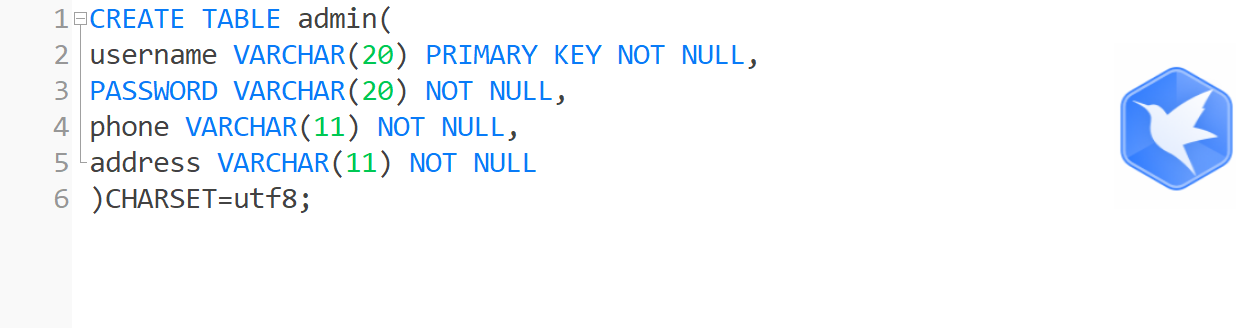 1 CREATE TABLE admin(
2 username VARCHAR(20) PRIMARY KEY NOT NULL,
3 PASSWORD VARCHAR(20) NOT NULL,
4 phone VARCHAR(11) NOT NULL,
5 address VARCHAR(11) NOT NULL
6 )CHARSET=utf8;